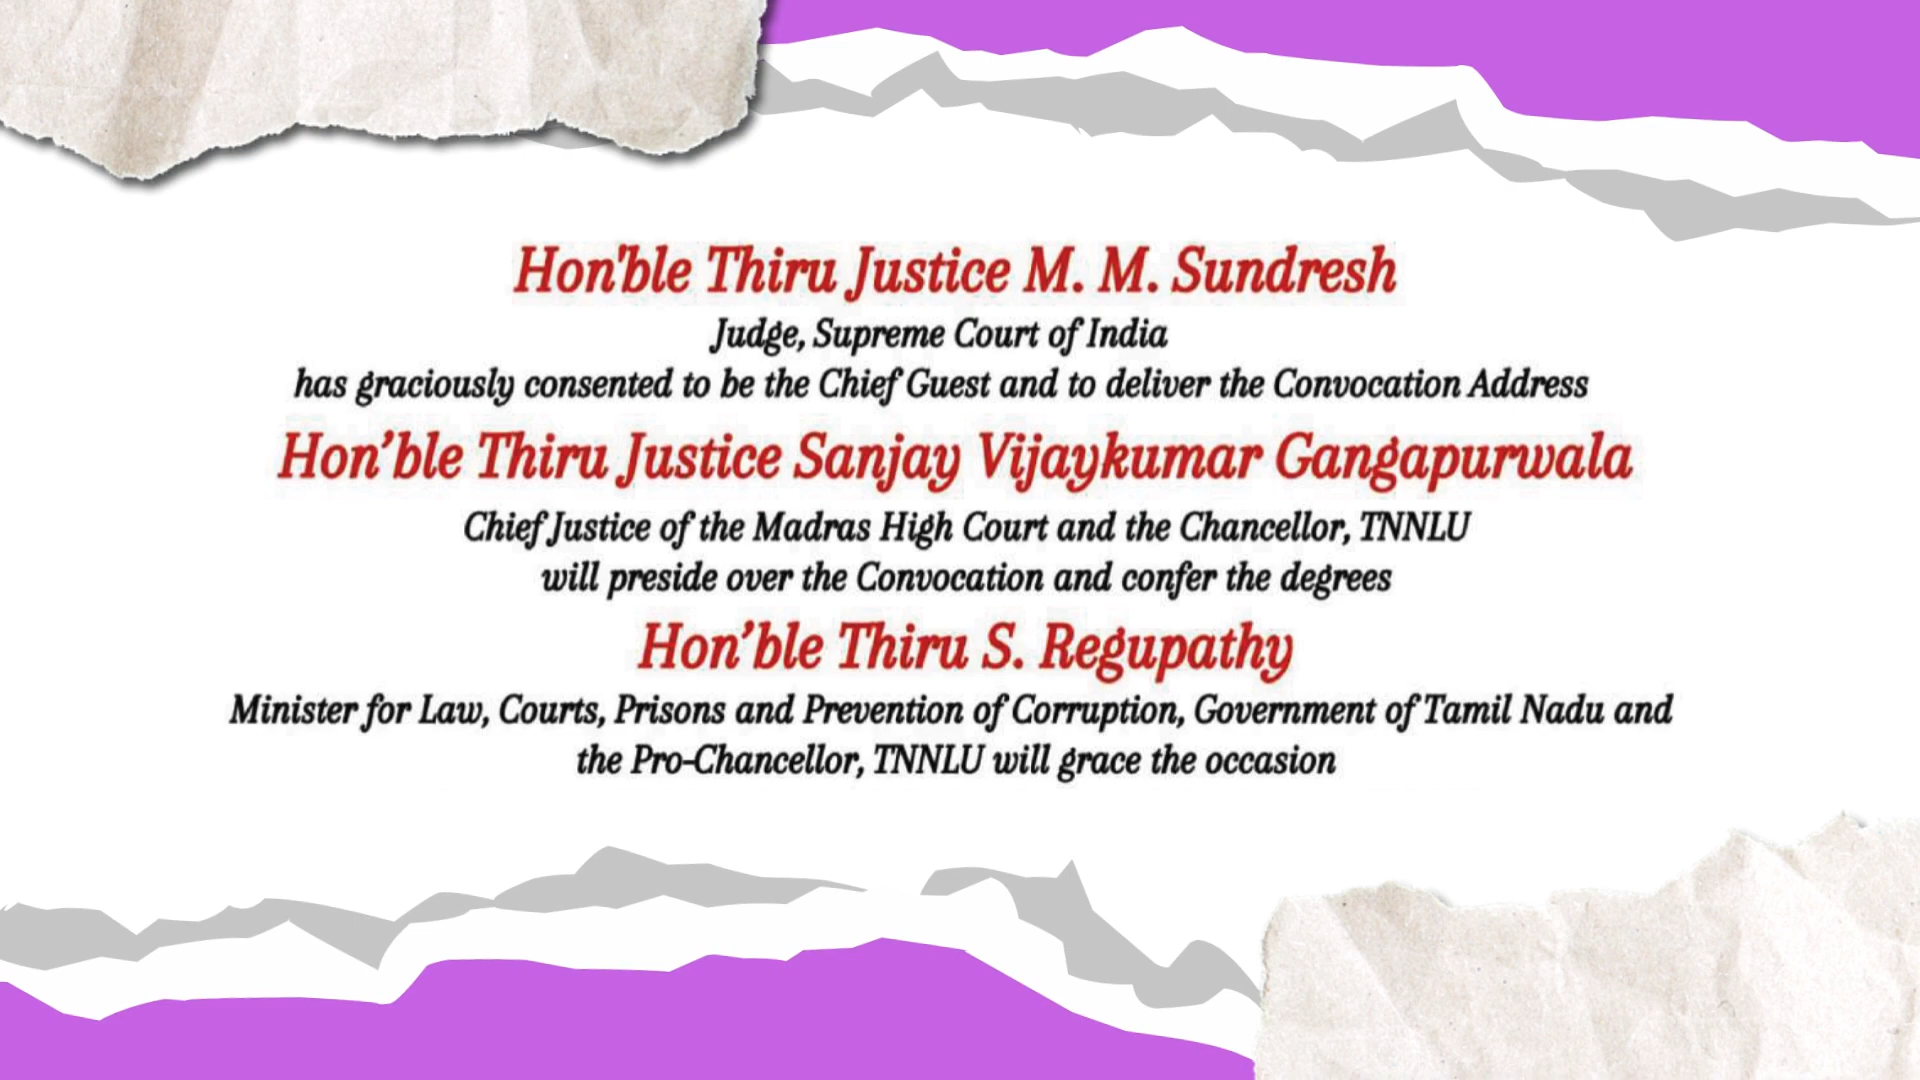 Hon'ble Thiru Justice M. M. Sundresh
Judge, Supreme Court of India
has graciously consented to be the Chief Guest and to deliver the Convocation Address
Hon’ble Thiru Justice Sanjay Vijaykumar Gangapurwala
Chief Justice of the Madras High Court and the Chancellor, TNNLU
will preside over the Convocation and confer the degrees
Hon’ble Thiru S. Regupathy
Minister for Law, Courts, Prisons and Prevention of Corruption, Government of Tamil Nadu and
the Pro-Chancellor, TNNLU will grace the occasion